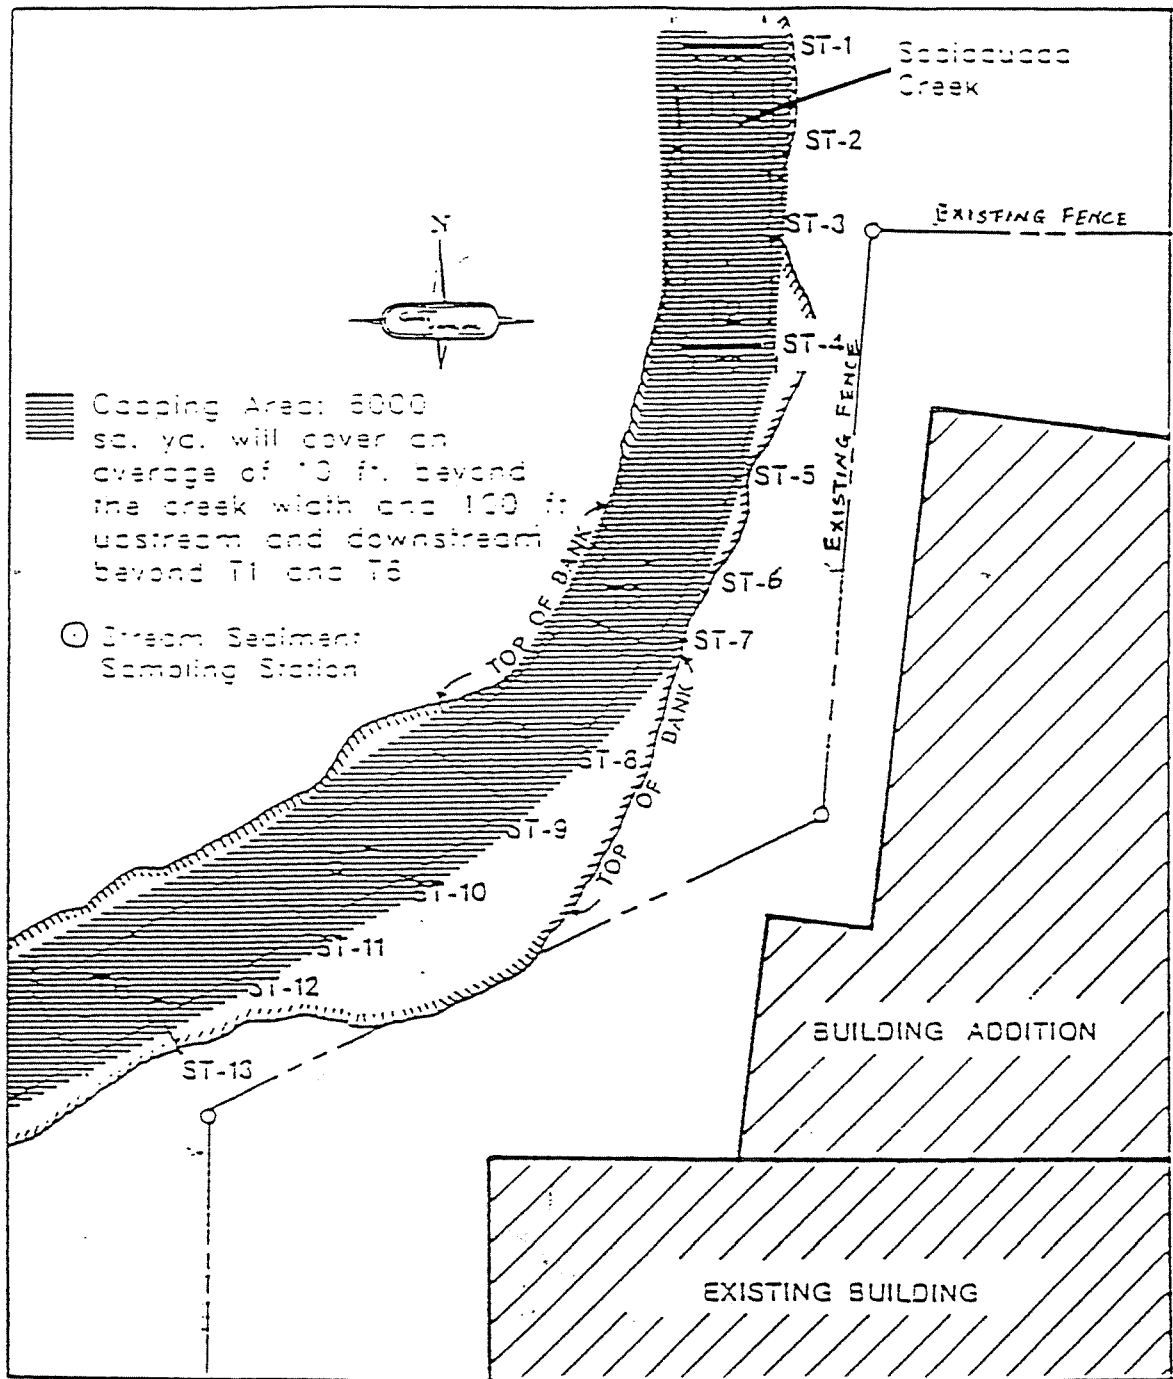 ST-1
Creek
ST-2
ST-3
EXISTING FENCE
N
ST-4
EXISTING FENCE
Capping Area:
sq. yd. will cover an
average of ft. beyond
the creek width and ft
upstream and downstream
beyond T1 and
ST-5
TOP OF BANK
ST-6
Stream Sediment
Sampling Station
ST-7
TOP OF BANK
ST-8
ST-9
ST-10
ST-11
ST-12
ST-13
BUILDING ADDITION
EXISTING BUILDING